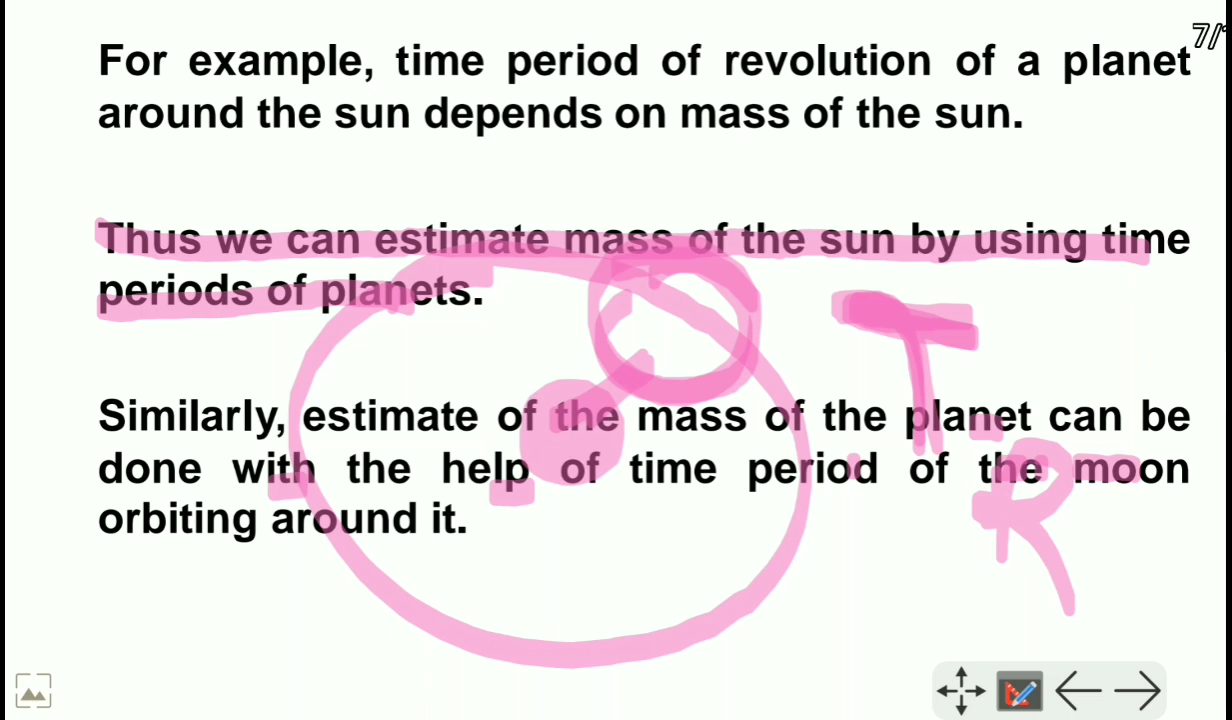 7/
For example, time period of revolution of a planet
around the sun depends on mass of the sun.
Thus we can estimate mass of the sun by using time
periods of planets.
Similarly, estimate of the mass of the planet can be
done with the help of time period of the moon
orbiting around it.
T
R